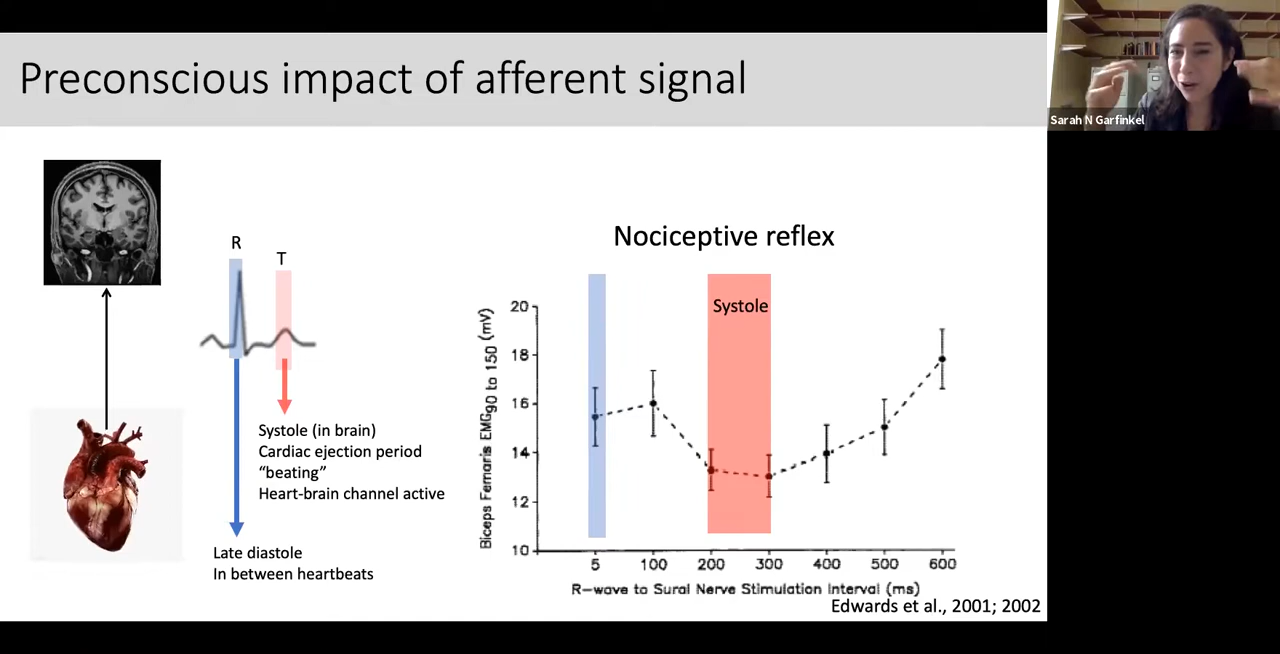 Preconscious impact of afferent signal
Sarah N Garfinkel
R
T
Systole (in brain)
Cardiac ejection period
“beating”
Heart-brain channel active
Late diastole
In between heartbeats
Nociceptive reflex
Systole
Biceps Femaris EMG90 to 150 (mV)
20
18
16
14
12
10
5
100
200
300
400
500
600
R-wave to Sural Nerve Stimulation Interval (ms)
Edwards et al., 2001; 2002